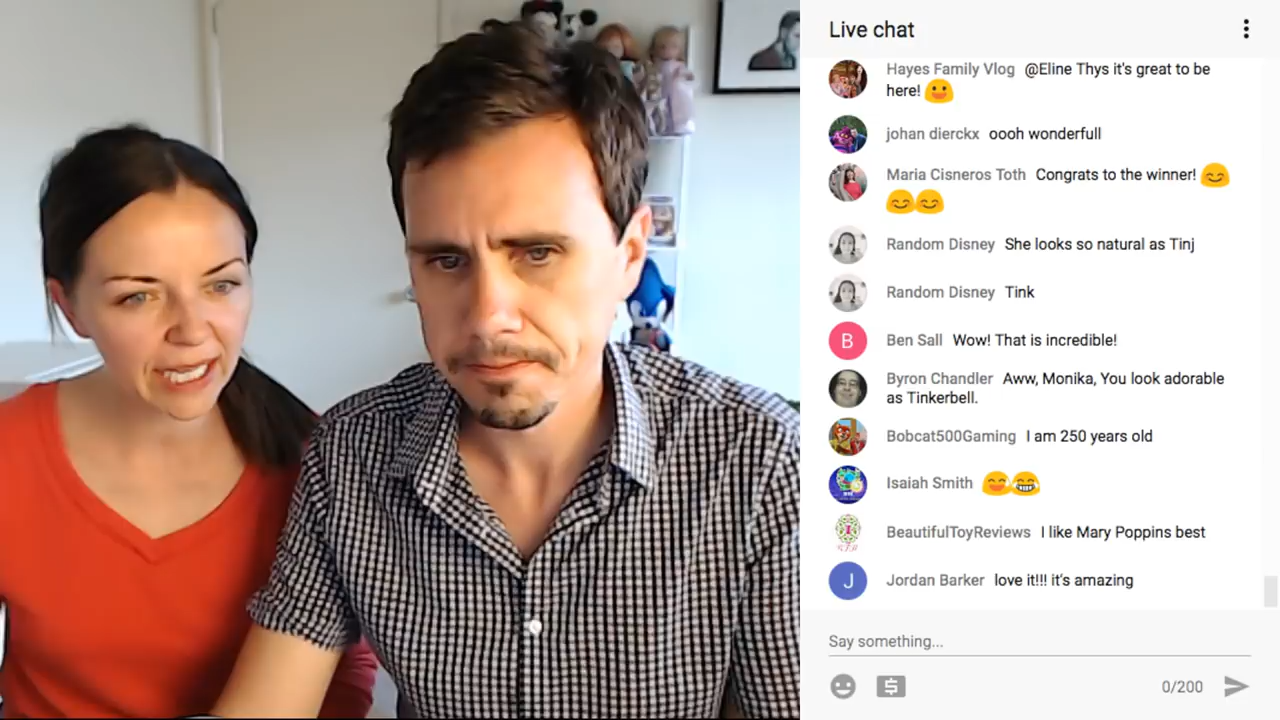 Live chat
Hayes Family Vlog @Eline Thys it's great to be
here! 😀
johan dierckx oooh wonderfull
Maria Cisneros Toth Congrats to the winner! 😊
😊😊
Random Disney She looks so natural as Tinj
Random Disney Tink
B Ben Sall Wow! That is incredible!
Byron Chandler Aww, Monika, You look adorable
as Tinkerbell.
Bobcat500Gaming I am 250 years old
Isaiah Smith 🤗😂
BeautifulToyReviews I like Mary Poppins best
J Jordan Barker love it!!! it's amazing
Say something...
$ 0/200